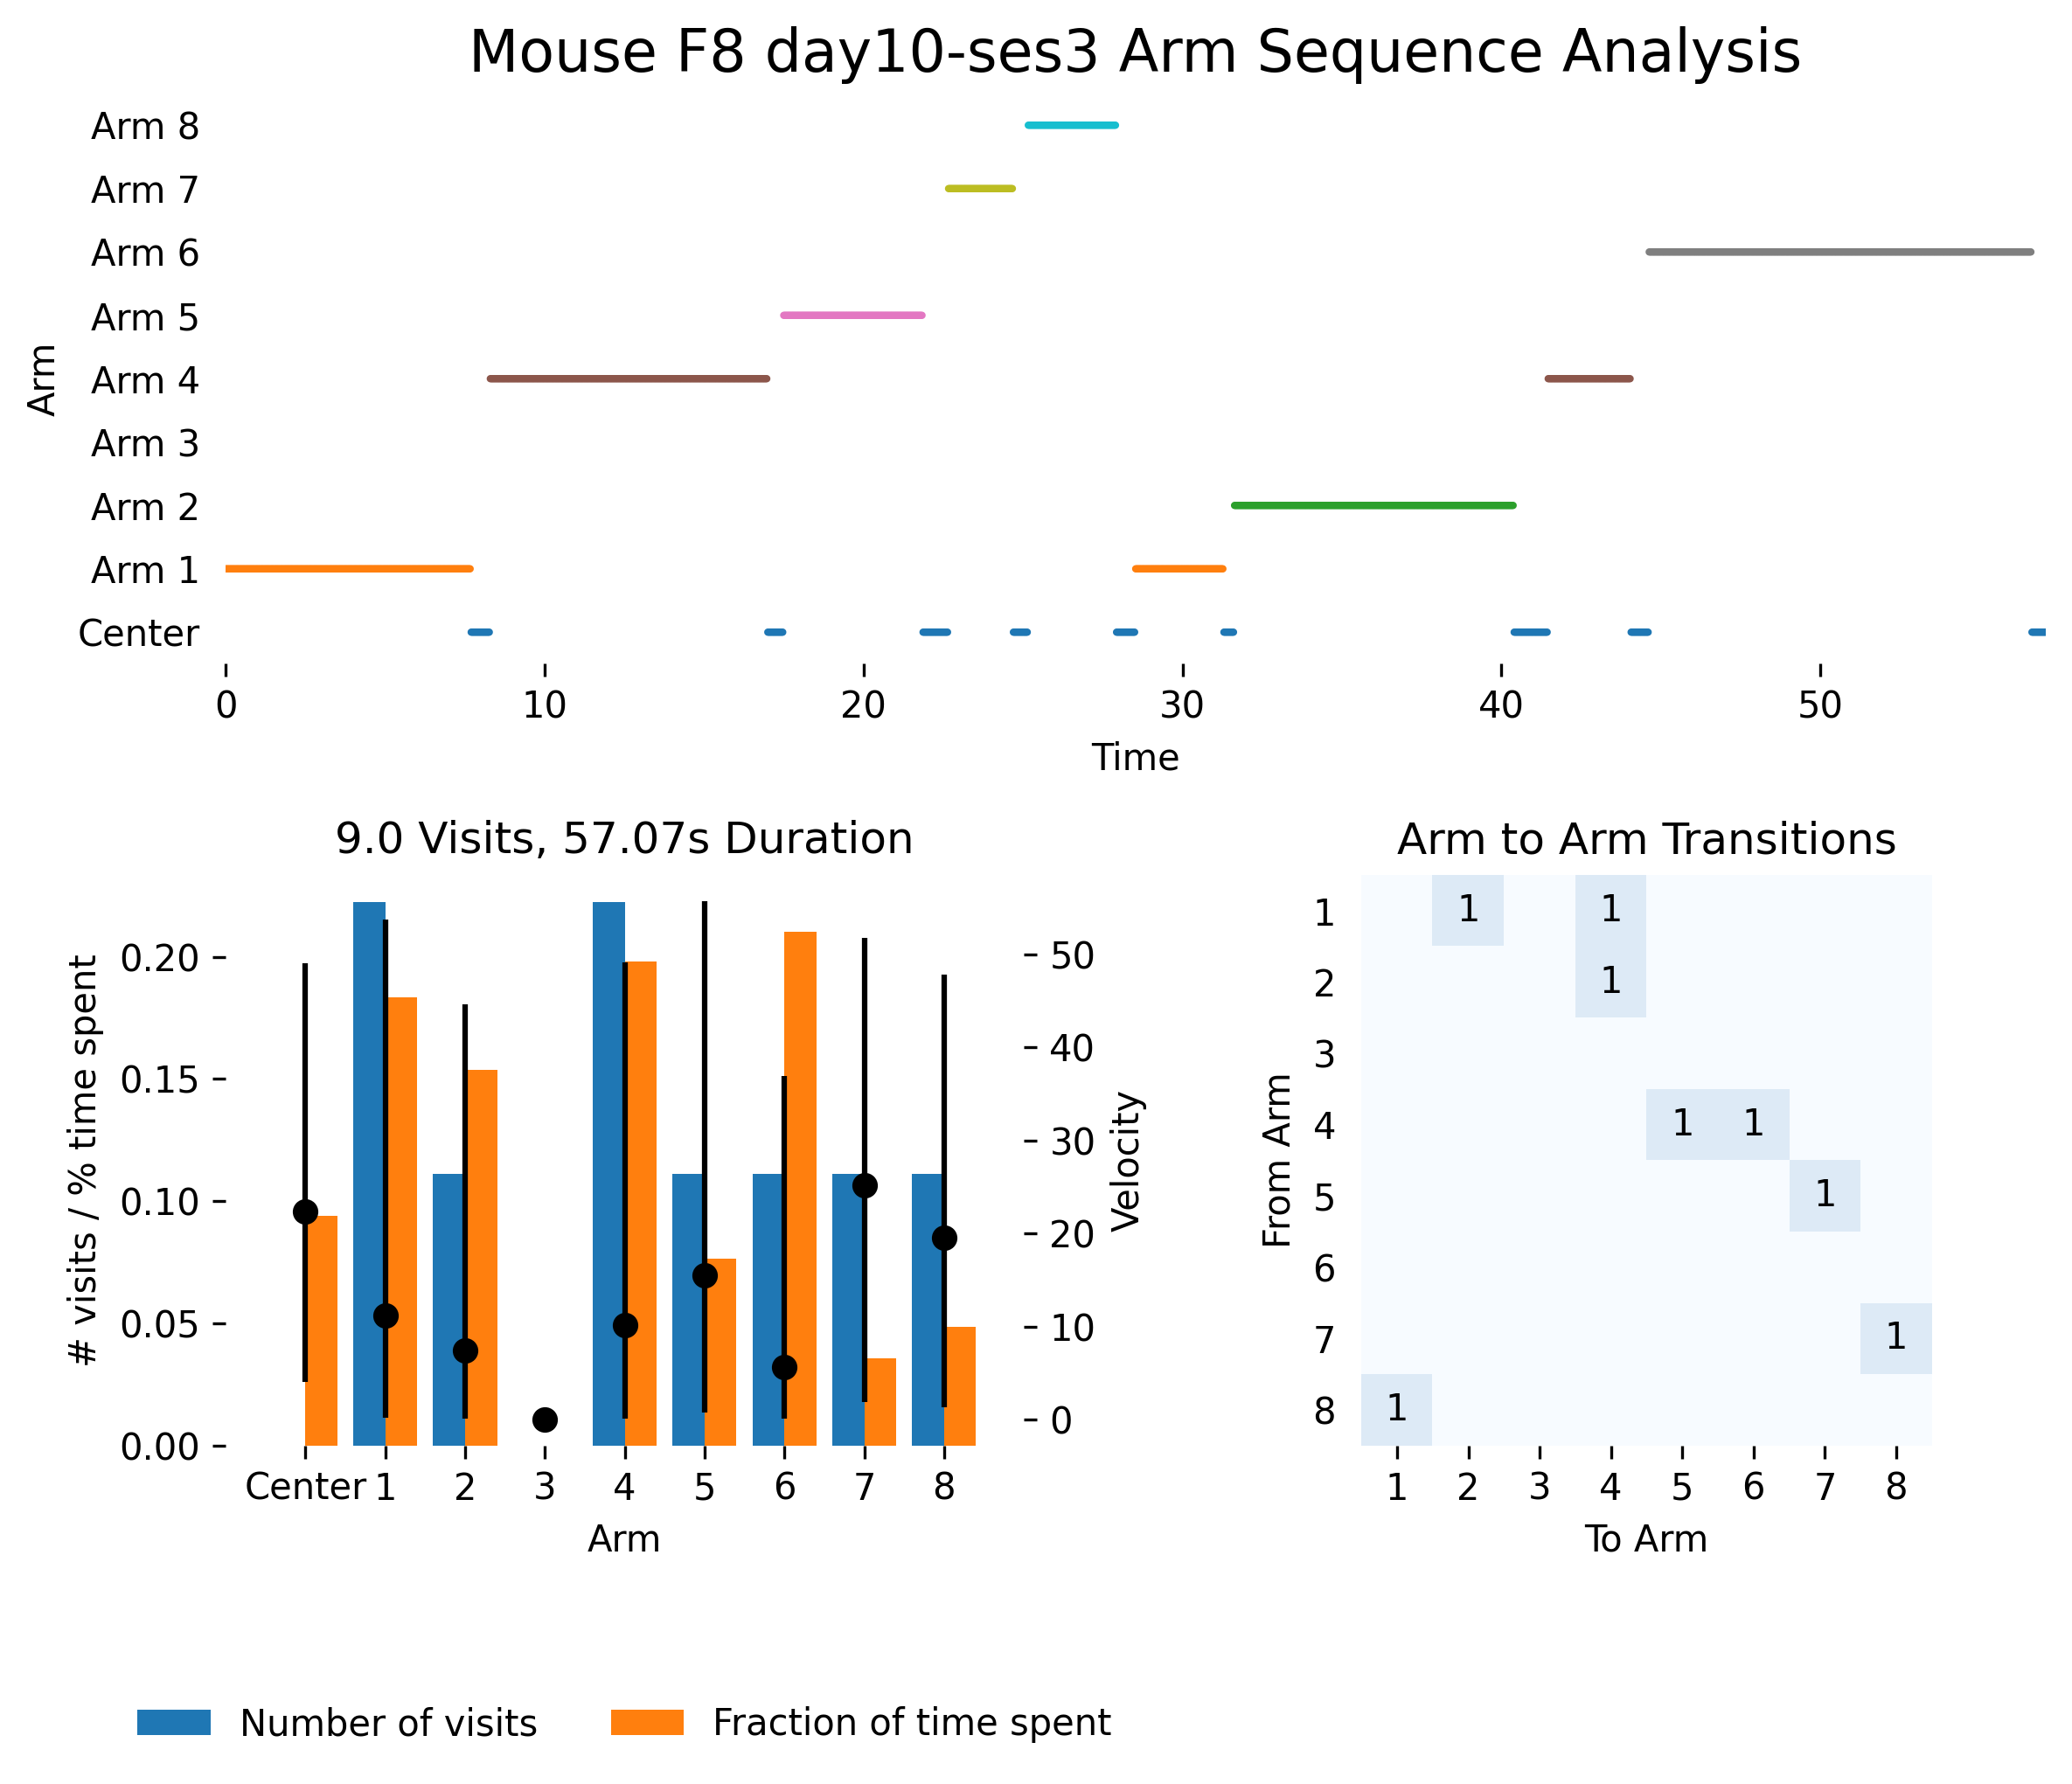 Mouse F8 day10-ses3 Arm Sequence Analysis
Arm 8
Arm 7
Arm 6
Arm 5
Arm 4
Arm 3
Arm 2
Arm 1
Center
Arm
0 10 20 30 40 50
Time
9.0 Visits, 57.07s Duration
0.20
0.15
0.10
0.05
0.00
# visits / % time spent
50
40
30
20
10
0
Velocity
Center 1 2 3 4 5 6 7 8
Arm
Arm to Arm Transitions
1 1 1
2 1
3
4 1 1
5 1
6
7 1
8 1
From Arm
1 2 3 4 5 6 7 8
To Arm
Number of visits Fraction of time spent